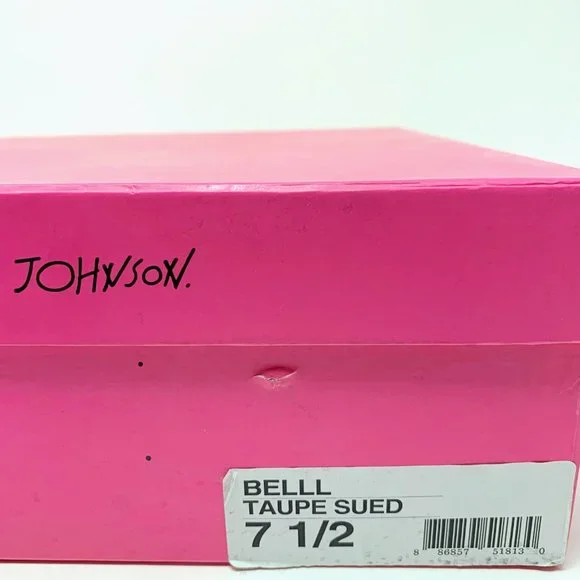 JOHNSON.
BELLL
TAUPE SUED
7 1/2
8 86857 51813 0